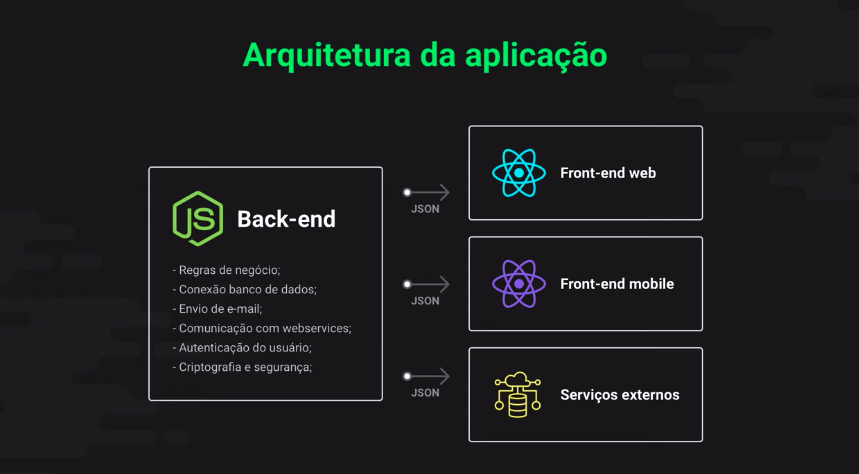 Arquitetura da aplicação
JS
Back-end
- Regras de negócio;
- Conexão banco de dados;
- Envio de e-mail;
- Comunicação com webservices;
- Autenticação do usuário;
- Criptografia e segurança;
JSON
JSON
JSON
Front-end web
Front-end mobile
Serviços externos